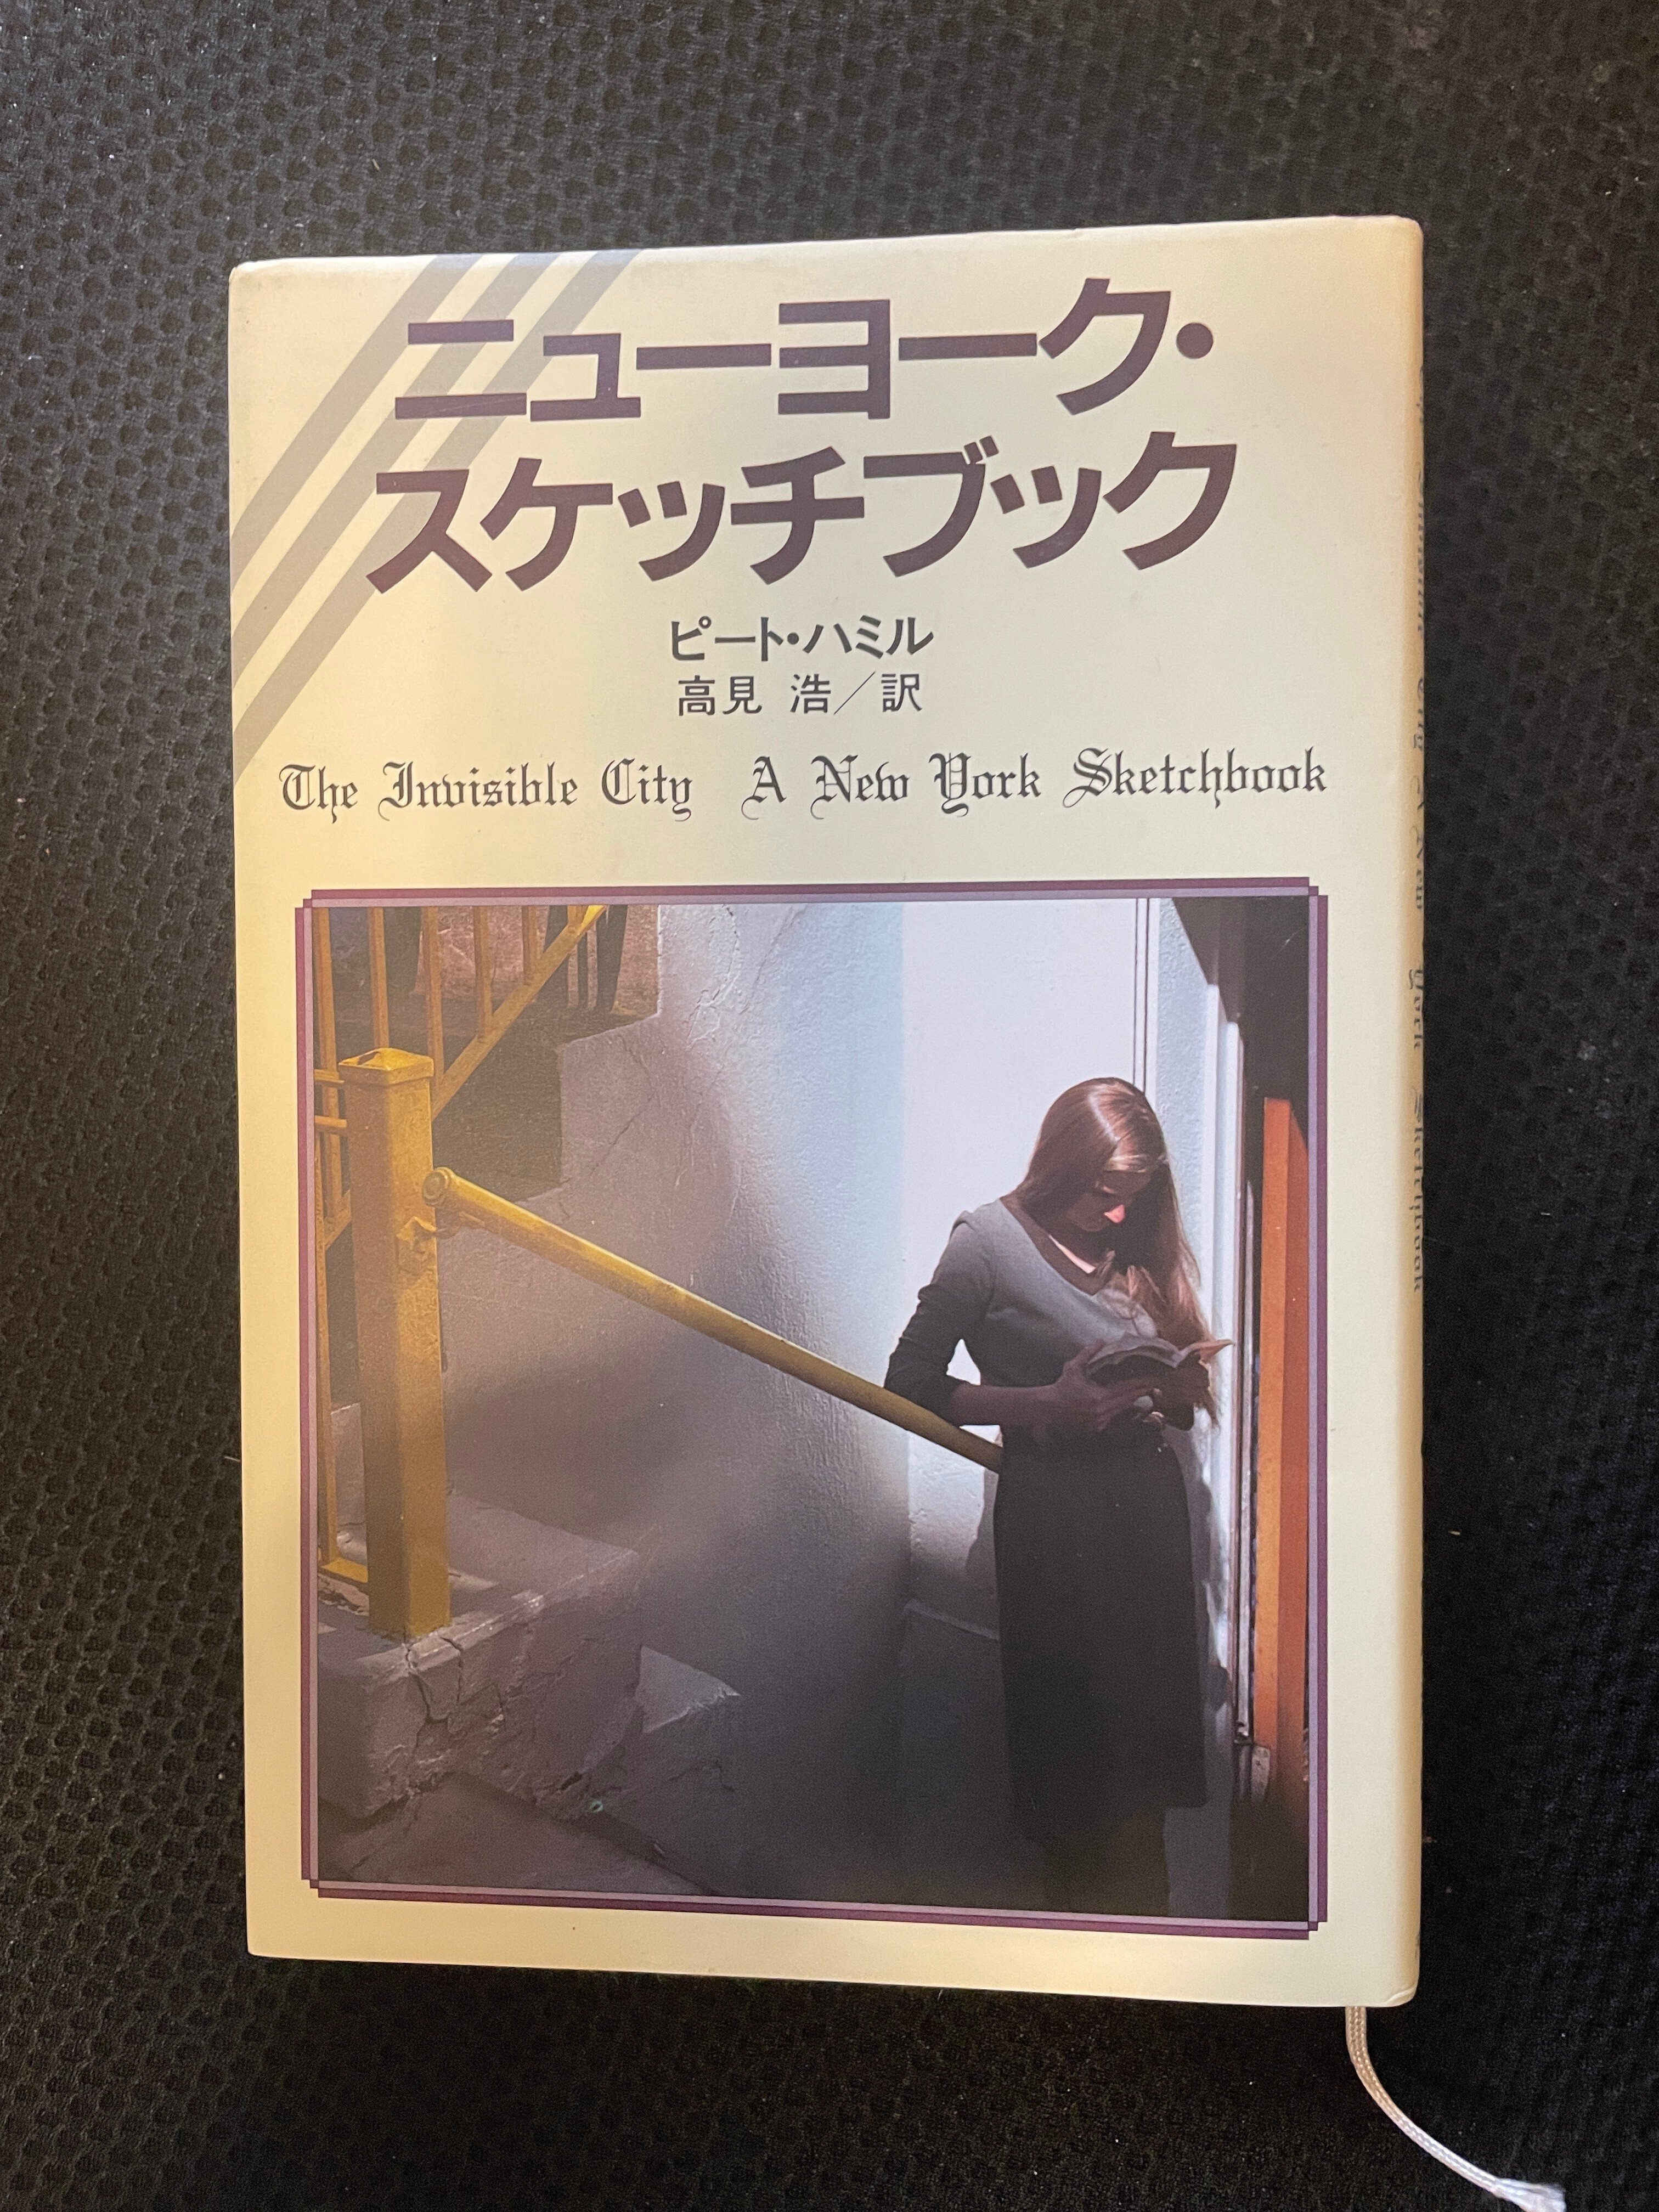 ニューヨーク・
スケッチブック
ピート・ハミル
高見 浩／訳
The Invisible City A New York Sketchbook